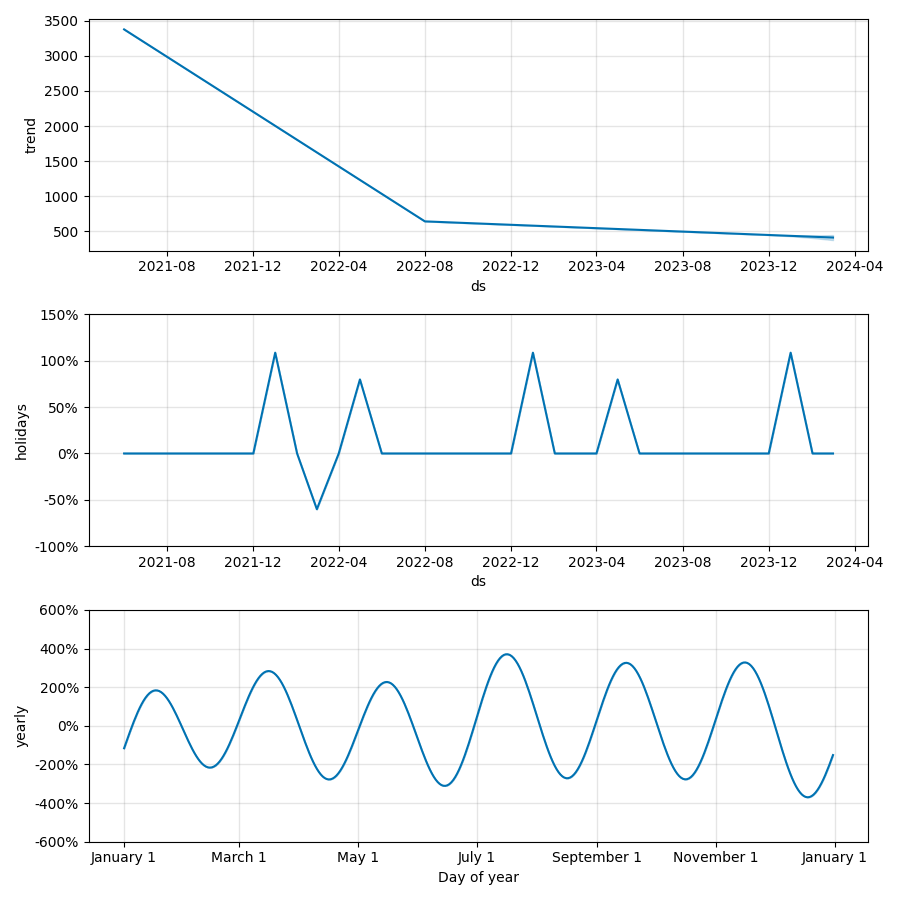 3500
3000
2500
2000
1500
1000
500
trend
2021-08 2021-12 2022-04 2022-08 2022-12 2023-04 2023-08 2023-12 2024-04
ds
150%
100%
50%
0%
-50%
-100%
holidays
2021-08 2021-12 2022-04 2022-08 2022-12 2023-04 2023-08 2023-12 2024-04
ds
600%
400%
200%
0%
-200%
-400%
-600%
yearly
January 1 March 1 May 1 July 1 September 1 November 1 January 1
Day of year